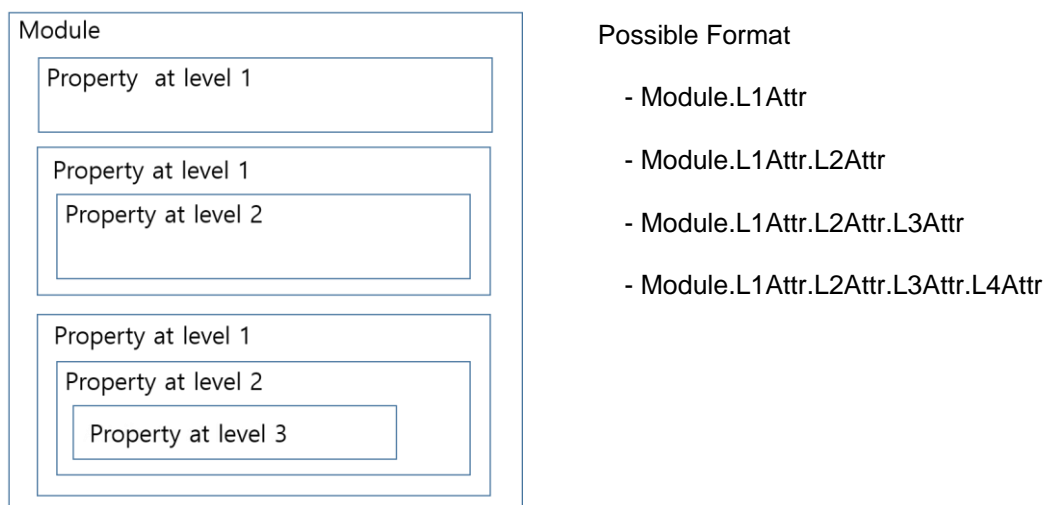 Module
Property at level 1
Property at level 1
Property at level 2
Property at level 1
Property at level 2
Property at level 3
Possible Format
- Module.L1Attr
- Module.L1Attr.L2Attr
- Module.L1Attr.L2Attr.L3Attr
- Module.L1Attr.L2Attr.L3Attr.L4Attr